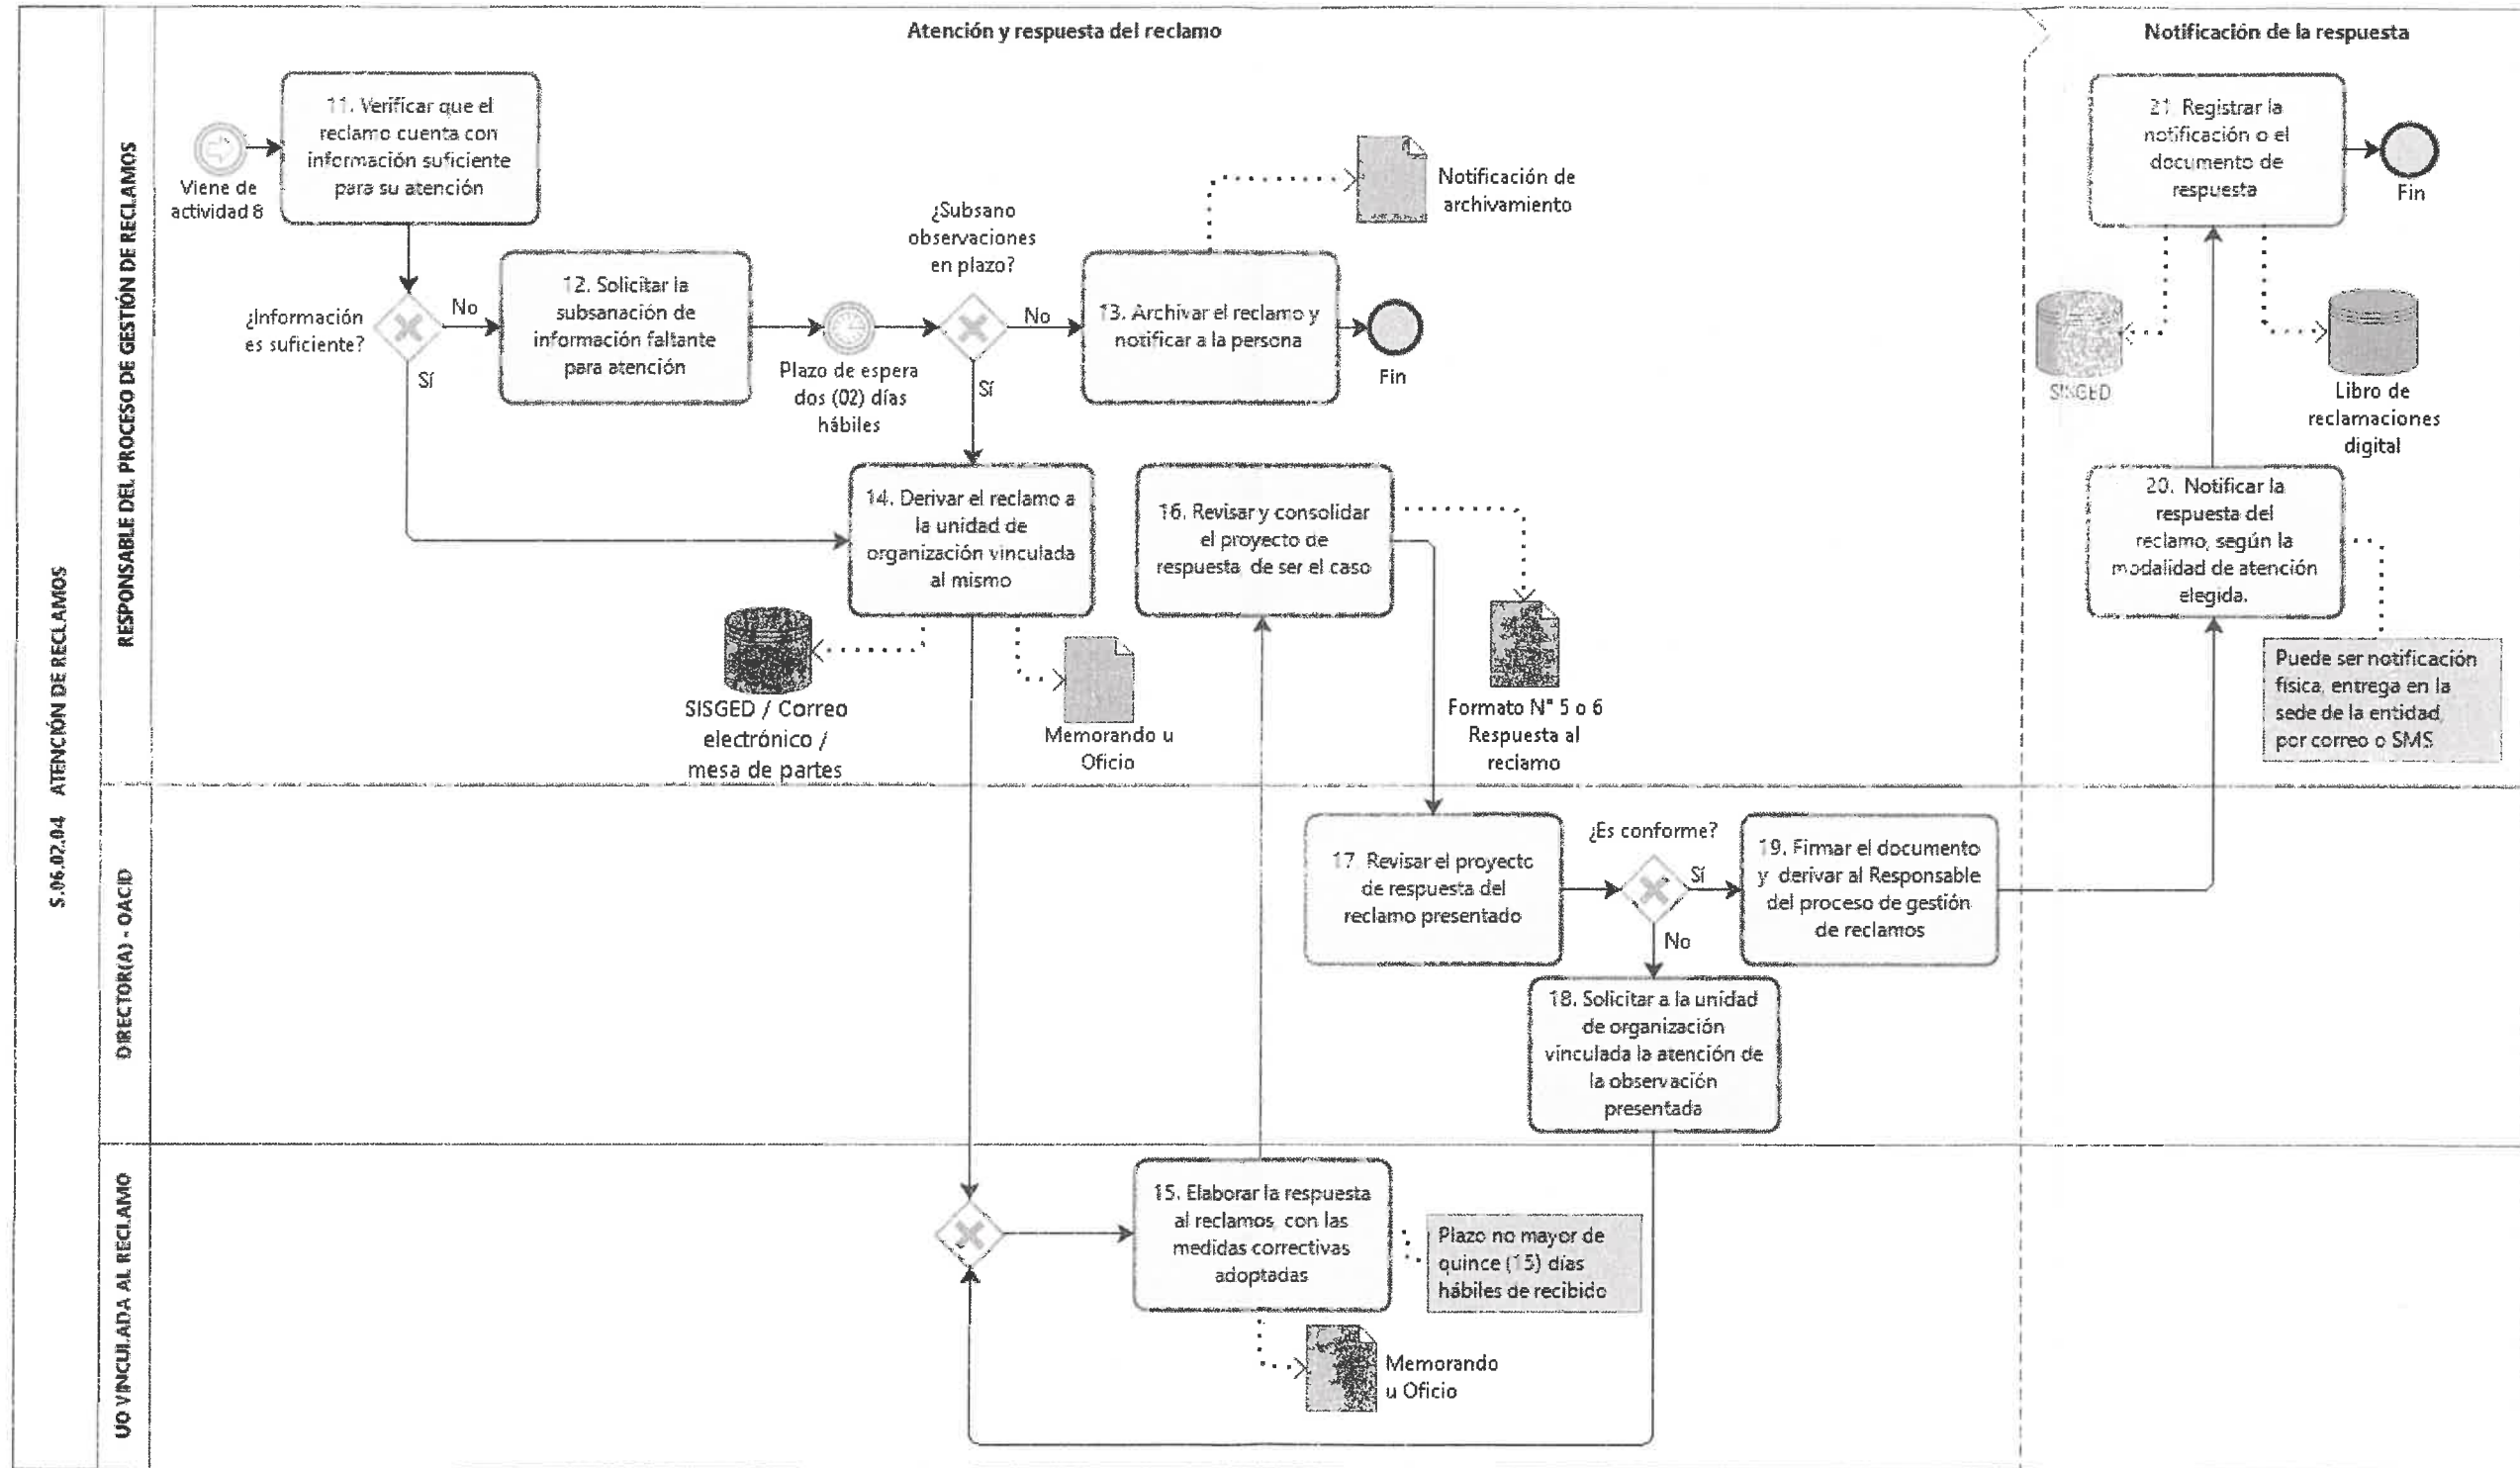 Atención y respuesta del reclamo
Notificación de la respuesta
S.06.02.04 ATENCIÓN DE RECLAMOS
RESPONSABLE DEL PROCESO DE GESTIÓN DE RECLAMOS
Viene de
actividad 8
11. Verificar que el
reclamo cuenta con
información suficiente
para su atención
¿Información
es suficiente?
No
Sí
12. Solicitar la
subsanación de
información faltante
para atención
Plazo de espera
dos (02) días
hábiles
¿Subsano
observaciones
en plazo?
No
Sí
13. Archivar el reclamo y
notificar a la persona
Notificación de
archivamiento
Fin
14. Derivar el reclamo a
la unidad de
organización vinculada
al mismo
SISGED / Correo
electrónico /
mesa de partes
Memorando u
Oficio
16. Revisar y consolidar
el proyecto de
respuesta de ser el caso
Formato N° 5 o 6
Respuesta al
reclamo
21. Registrar la
notificación o el
documento de
respuesta
Fin
SISGED
Libro de
reclamaciones
digital
20. Notificar la
respuesta del
reclamo, según la
modalidad de atención
elegida.
Puede ser notificación
física, entrega en la
sede de la entidad,
por correo o SMS
DIRECTOR(A) - OACID
17. Revisar el proyecto
de respuesta del
reclamo presentado
¿Es conforme?
Sí
No
19. Firmar el documento
y derivar al Responsable
del proceso de gestión
de reclamos
18. Solicitar a la unidad
de organización
vinculada la atención de
la observación
presentada
UO VINCULADA AL RECLAMO
15. Elaborar la respuesta
al reclamos, con las
medidas correctivas
adoptadas
Plazo no mayor de
quince (15) días
hábiles de recibido
Memorando
u Oficio